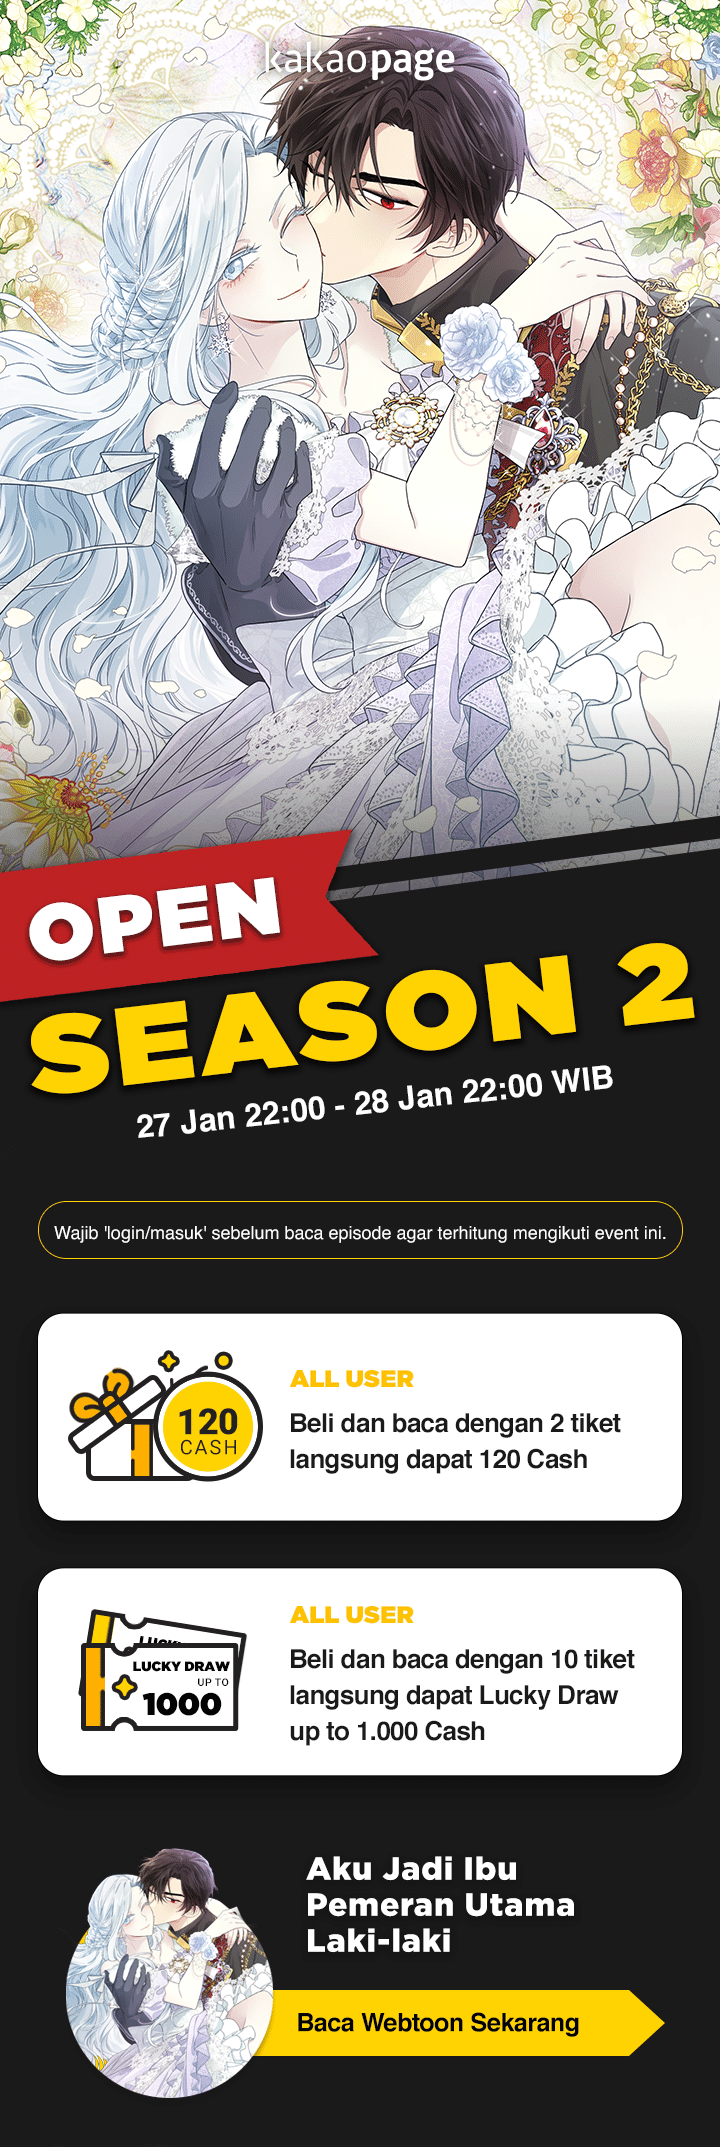 kakaopage
OPEN
SEASON 2
27 Jan 22:00 - 28 Jan 22:00 WIB
Wajib 'login/masuk' sebelum baca episode agar terhitung mengikuti event ini.
120
CASH
ALL USER
Beli dan baca dengan 2 tiket
langsung dapat 120 Cash
LUCKY
LUCKY DRAW
UP TO
1000
ALL USER
Beli dan baca dengan 10 tiket
langsung dapat Lucky Draw
up to 1.000 Cash
Aku Jadi Ibu
Pemeran Utama
Laki-laki
Baca Webtoon Sekarang